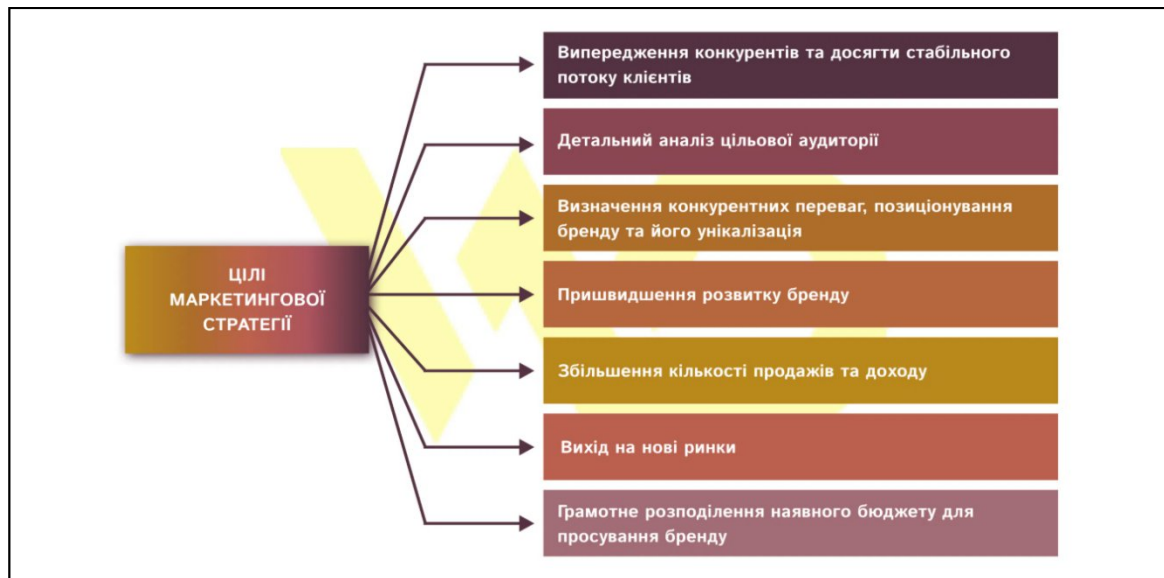 Випередження конкурентів та досягти стабільного
потоку клієнтів
Детальний аналіз цільової аудиторії
Визначення конкурентних переваг, позиціонування
бренду та його унікалізація
ЦІЛІ
МАРКЕТИНГОВОЇ
СТРАТЕГІЇ
Пришвидшення розвитку бренду
Збільшення кількості продажів та доходу
Вихід на нові ринки
Грамотне розподілення наявного бюджету для
просування бренду